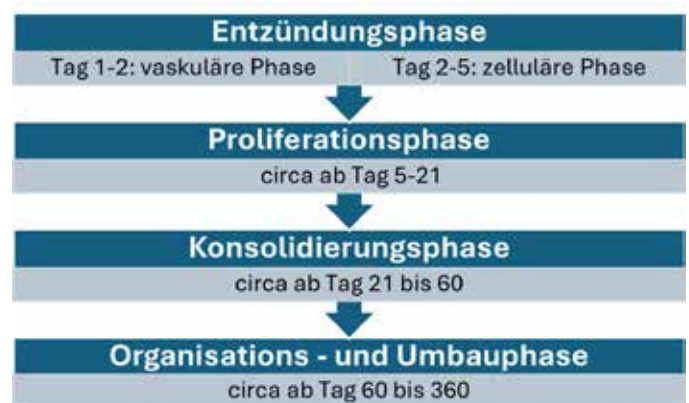 Entzündungsphase
Tag 1-2: vaskuläre Phase
Tag 2-5: zelluläre Phase
Proliferationsphase
circa ab Tag 5-21
Konsolidierungsphase
circa ab Tag 21 bis 60
Organisations - und Umbauphase
circa ab Tag 60 bis 360